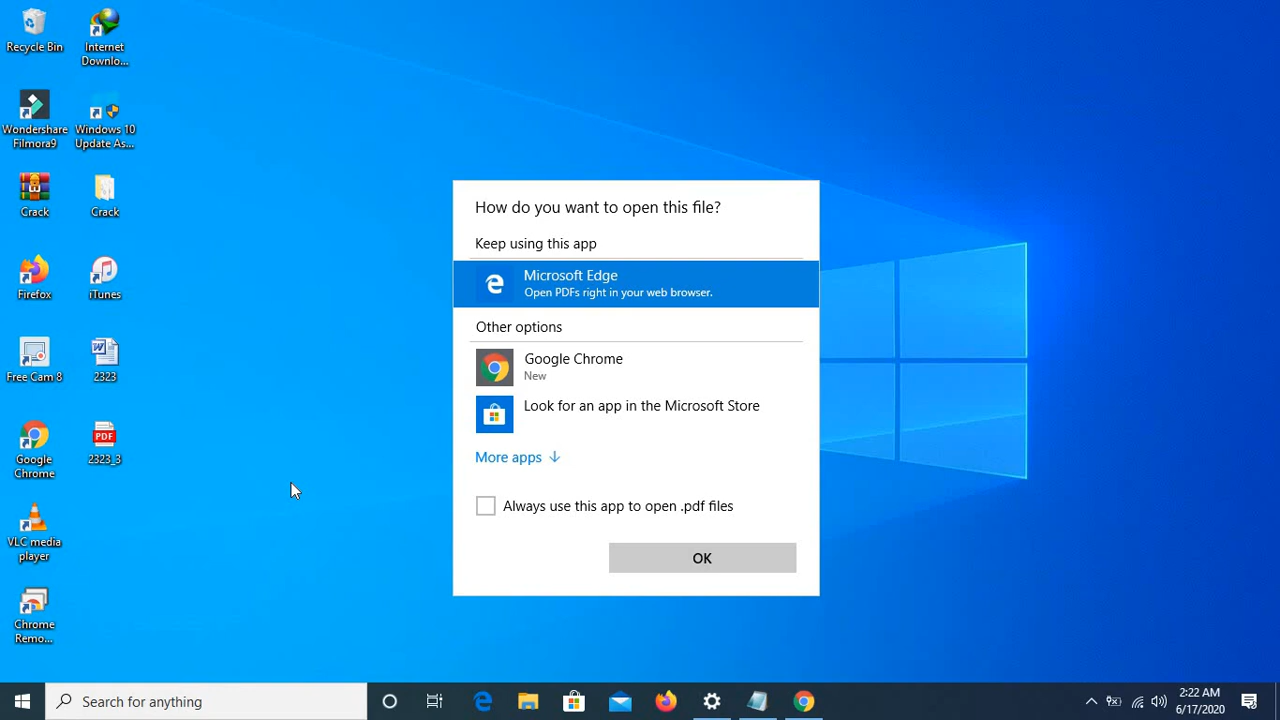 Recycle Bin
Internet
Downlo...
Wondershare
Filmora9
Windows 10
Update As...
Crack
Crack
Firefox
iTunes
Free Cam 8
2323
Google
Chrome
PDF
2323_3
VLC media
player
Chrome
Remo...
How do you want to open this file?
Keep using this app
Microsoft Edge
Open PDFs right in your web browser.
Other options
Google Chrome
New
Look for an app in the Microsoft Store
More apps
Always use this app to open .pdf files
OK
Search for anything
2:22 AM
6/17/2020